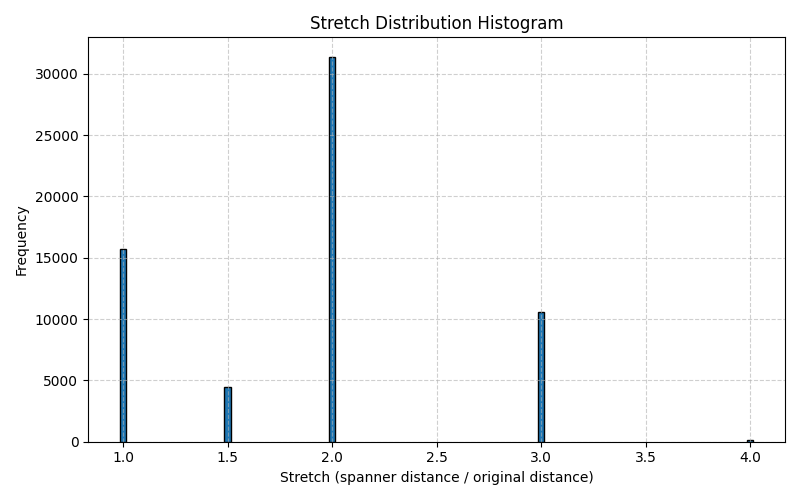 Stretch Distribution Histogram
Frequency
30000
25000
20000
15000
10000
5000
0
1.0 1.5 2.0 2.5 3.0 3.5 4.0
Stretch (spanner distance / original distance)